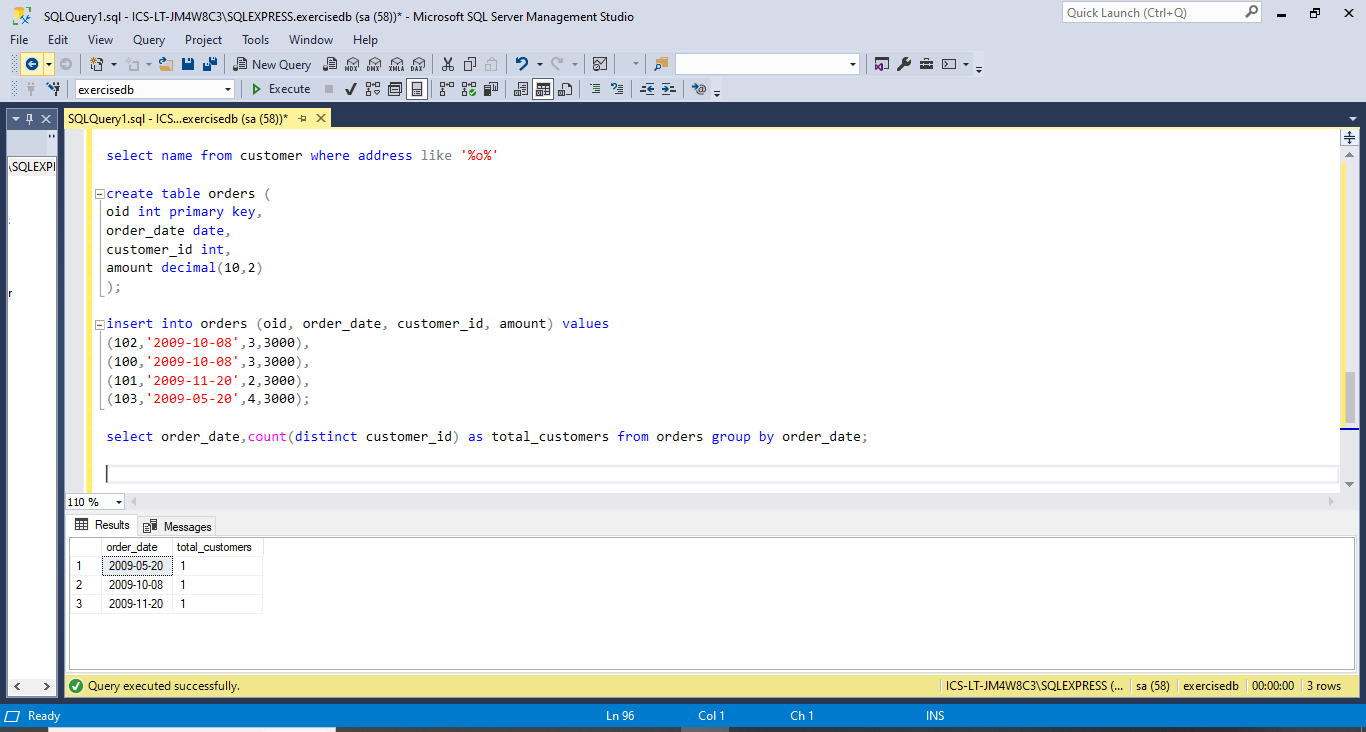 SQLQuery1.sql - ICS-LT-JM4W8C3\SQLEXPRESS.exercisedb (sa (58))* - Microsoft SQL Server Management Studio
Quick Launch (Ctrl+Q)
File Edit View Query Project Tools Window Help
New Query MDX DMX XMLA DAX
exercisedb Execute
SQLQuery1.sql - ICS...exercisedb (sa (58))*
\SQLEXPI
select name from customer where address like '%o%'
create table orders (
oid int primary key,
order_date date,
customer_id int,
amount decimal(10,2)
);
insert into orders (oid, order_date, customer_id, amount) values
(102,'2009-10-08',3,3000),
(100,'2009-10-08',3,3000),
(101,'2009-11-20',2,3000),
(103,'2009-05-20',4,3000);
select order_date,count(distinct customer_id) as total_customers from orders group by order_date;
110 %
Results Messages
order_date total_customers
1 2009-05-20 1
2 2009-10-08 1
3 2009-11-20 1
Query executed successfully. ICS-LT-JM4W8C3\SQLEXPRESS (... sa (58) exercisedb 00:00:00 3 rows
Ready Ln 96 Col 1 Ch 1 INS